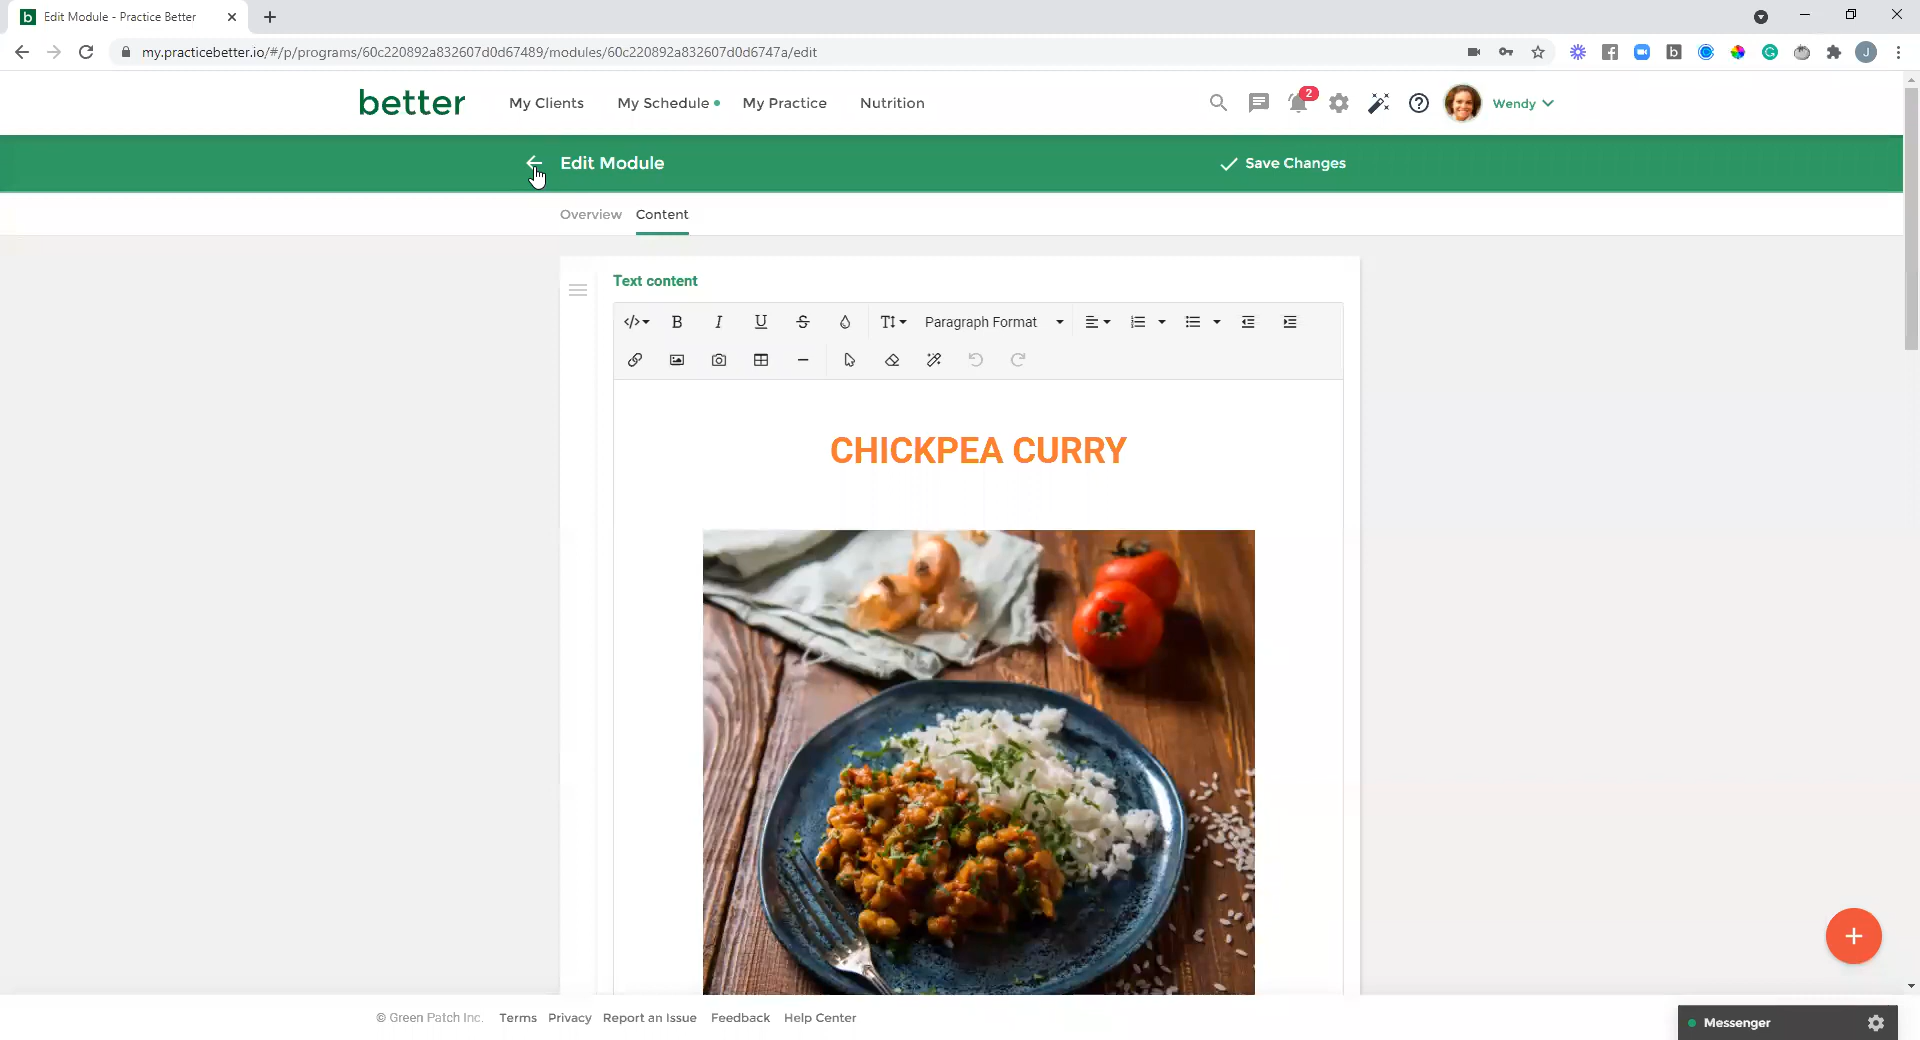 Edit Module - Practice Better
my.practicebetter.io/#/p/programs/60c220892a832607d0d67489/modules/60c220892a832607d0d6747a/edit
J
better
My Clients
My Schedule
My Practice
Nutrition
2
Wendy
Edit Module
Save Changes
Overview
Content
Text content
Paragraph Format
CHICKPEA CURRY
© Green Patch Inc.
Terms
Privacy
Report an Issue
Feedback
Help Center
Messenger